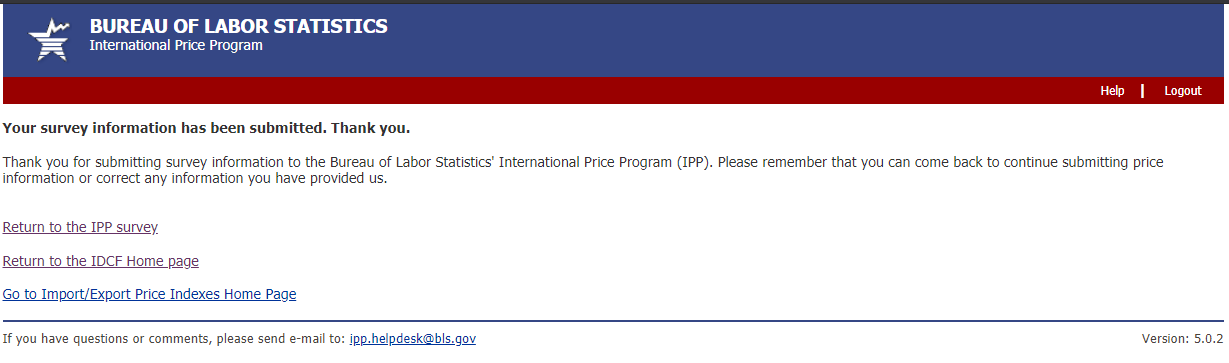 BUREAU OF LABOR STATISTICS
International Price Program
Help | Logout
Your survey information has been submitted. Thank you.
Thank you for submitting survey information to the Bureau of Labor Statistics' International Price Program (IPP). Please remember that you can come back to continue submitting price
information or correct any information you have provided us.
Return to the IPP survey
Return to the IDCF Home page
Go to Import/Export Price Indexes Home Page
If you have questions or comments, please send e-mail to: ipp.helpdesk@bls.gov
Version: 5.0.2